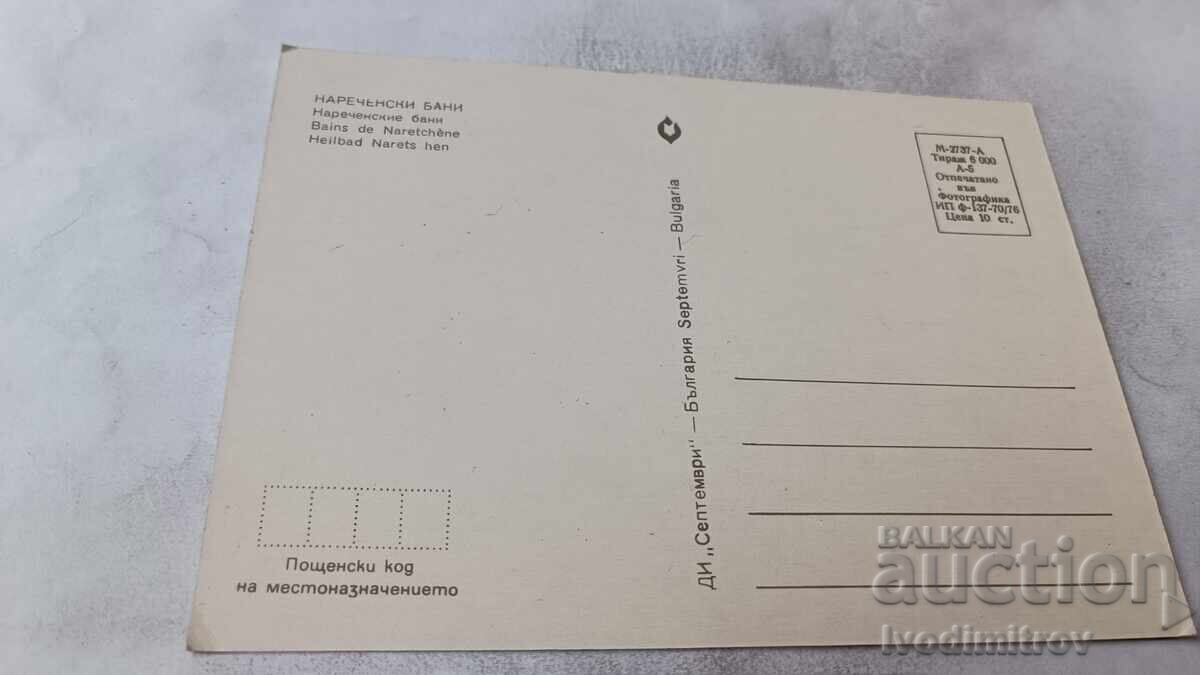 НАРЕЧЕНСКИ БАНИ
Нареченские бани
Bains de Naretchène
Heilbad Narets hen
М-2737-А
Тираж 6 000
А-5
Отпечатано
във
Фотографика
ИП ф-137-70/76
Цена 10 ст.
ДИ „Септември" — България Septemvri — Bulgaria
Пощенски код
на местоназначението
BALKAN
auction
Ivodimitrov